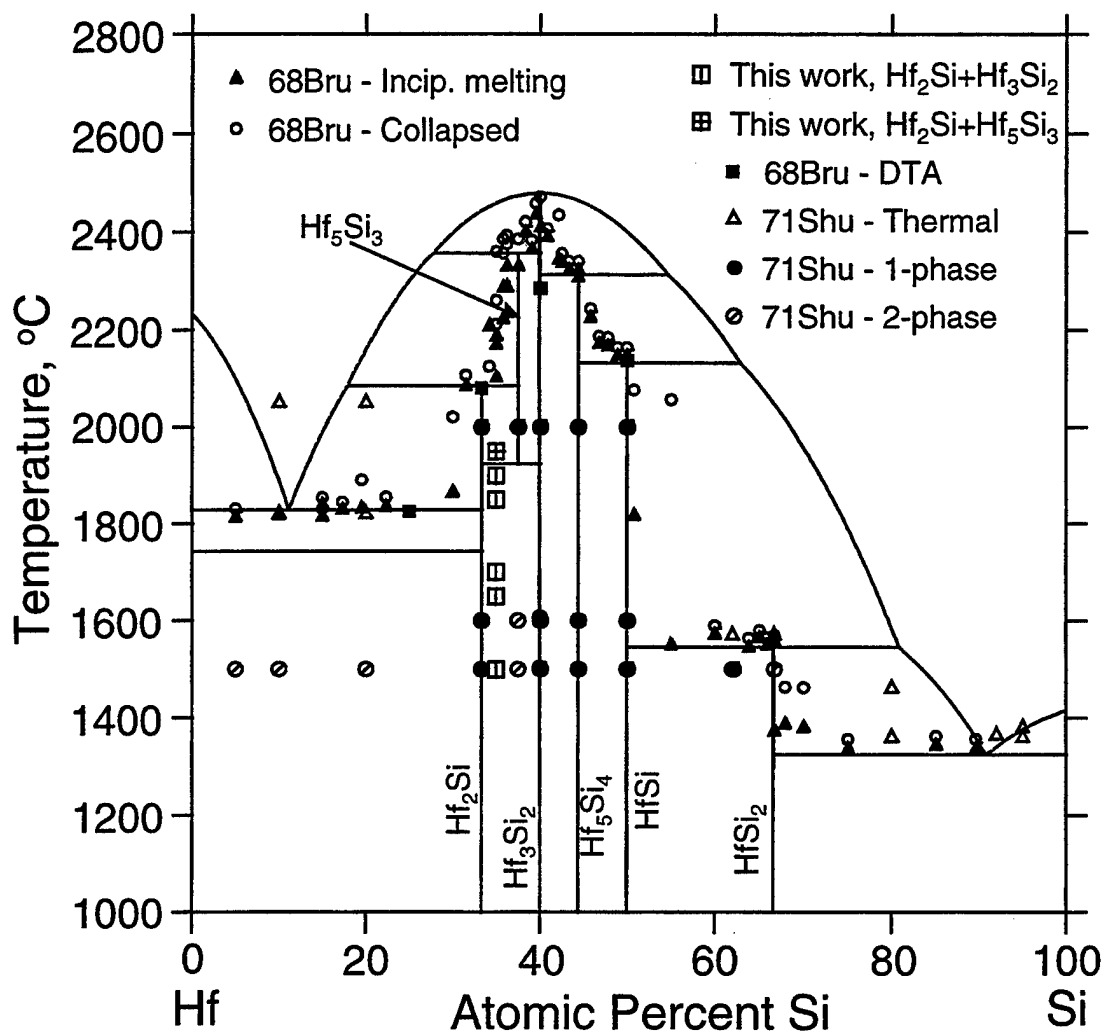 2800
2600
2400
2200
2000
1800
1600
1400
1200
1000
Temperature, ºC
68Bru - Incip. melting
68Bru - Collapsed
This work, Hf₂Si+Hf₃Si₂
This work, Hf₂Si+Hf₅Si₃
68Bru - DTA
71Shu - Thermal
71Shu - 1-phase
71Shu - 2-phase
Hf₅Si₃
Hf₂Si
Hf₃Si₂
Hf₅Si₄
HfSi
HfSi₂
0 20 40 60 80 100
Hf Atomic Percent Si Si